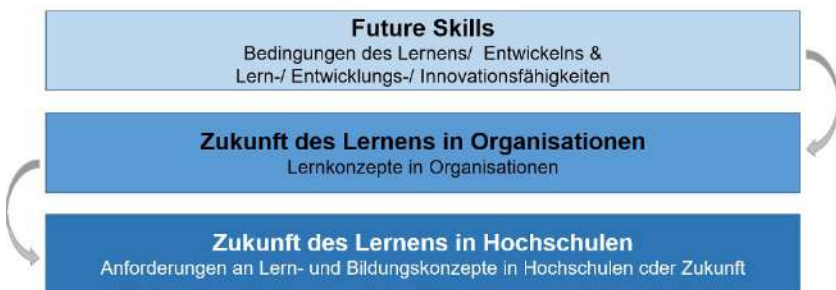 Future Skills
Bedingungen des Lernens/ Entwickelns &
Lern-/ Entwicklungs-/ Innovationsfähigkeiten
Zukunft des Lernens in Organisationen
Lernkonzepte in Organisationen
Zukunft des Lernens in Hochschulen
Anforderungen an Lern- und Bildungskonzepte in Hochschulen cder Zukunft